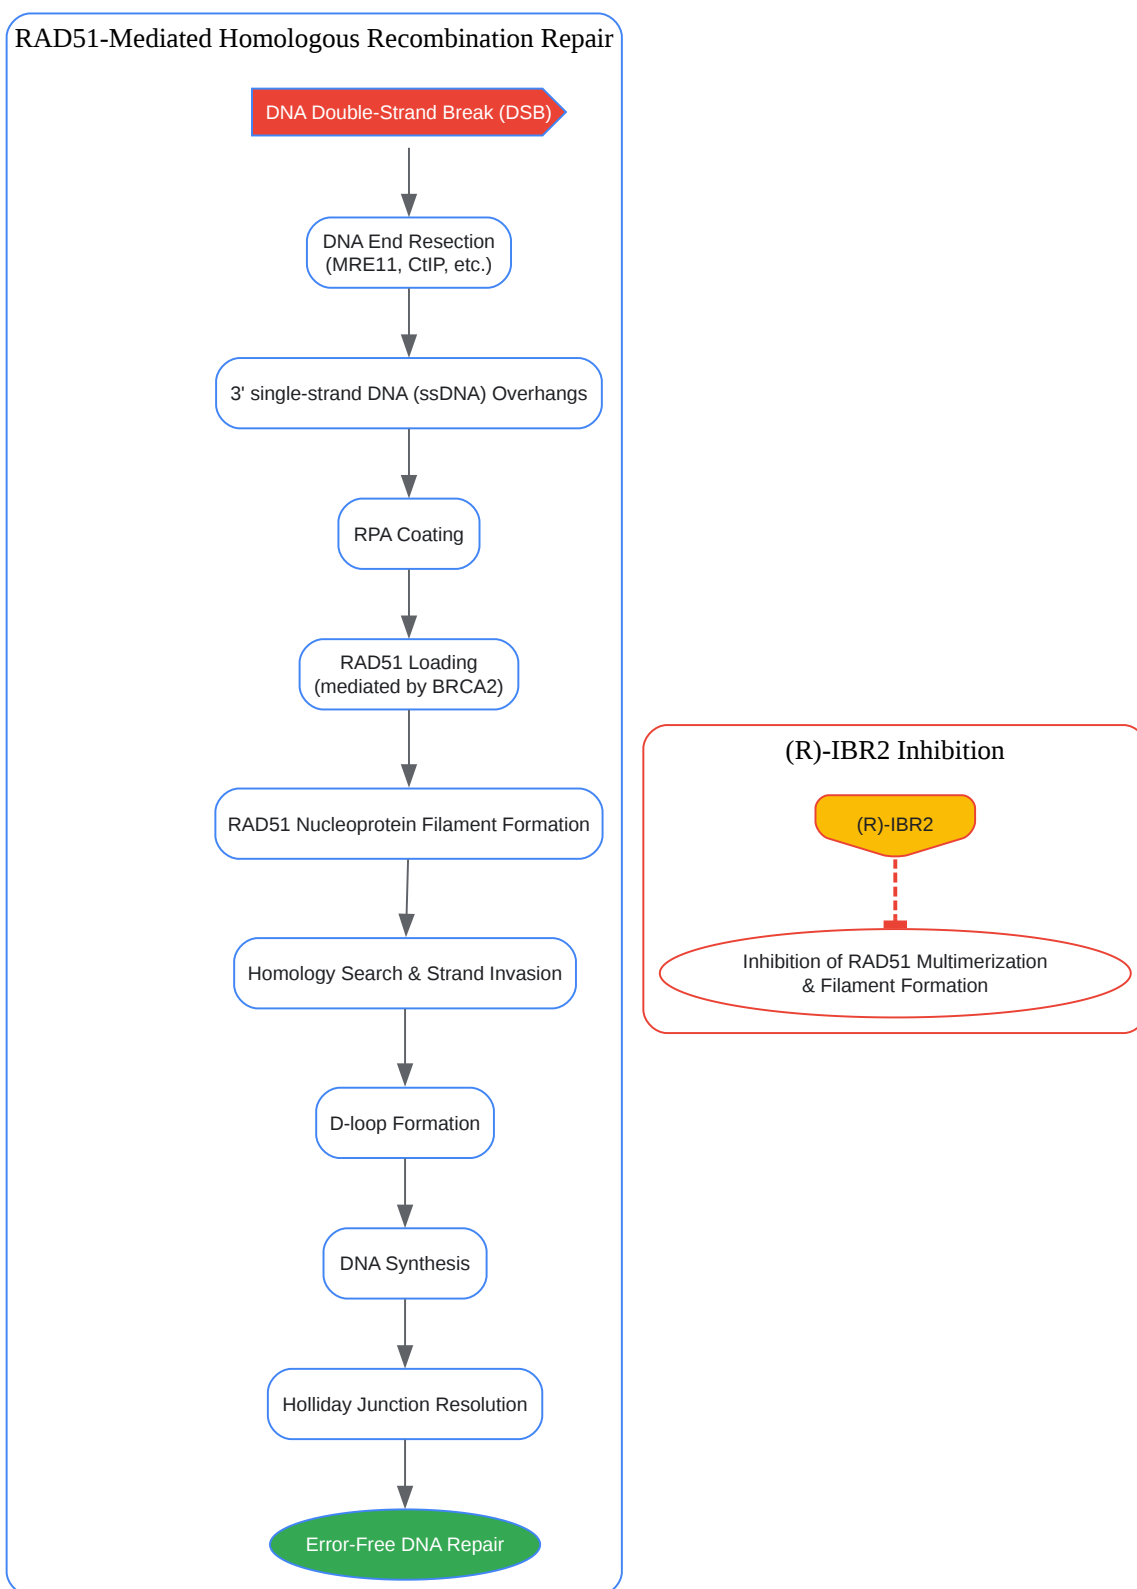 RAD51-Mediated Homologous Recombination Repair
DNA Double-Strand Break (DSB)
DNA End Resection
(MRE11, CtIP, etc.)
3' single-strand DNA (ssDNA) Overhangs
RPA Coating
RAD51 Loading
(mediated by BRCA2)
RAD51 Nucleoprotein Filament Formation
Homology Search & Strand Invasion
D-loop Formation
DNA Synthesis
Holliday Junction Resolution
Error-Free DNA Repair
(R)-IBR2 Inhibition
(R)-IBR2
Inhibition of RAD51 Multimerization
& Filament Formation